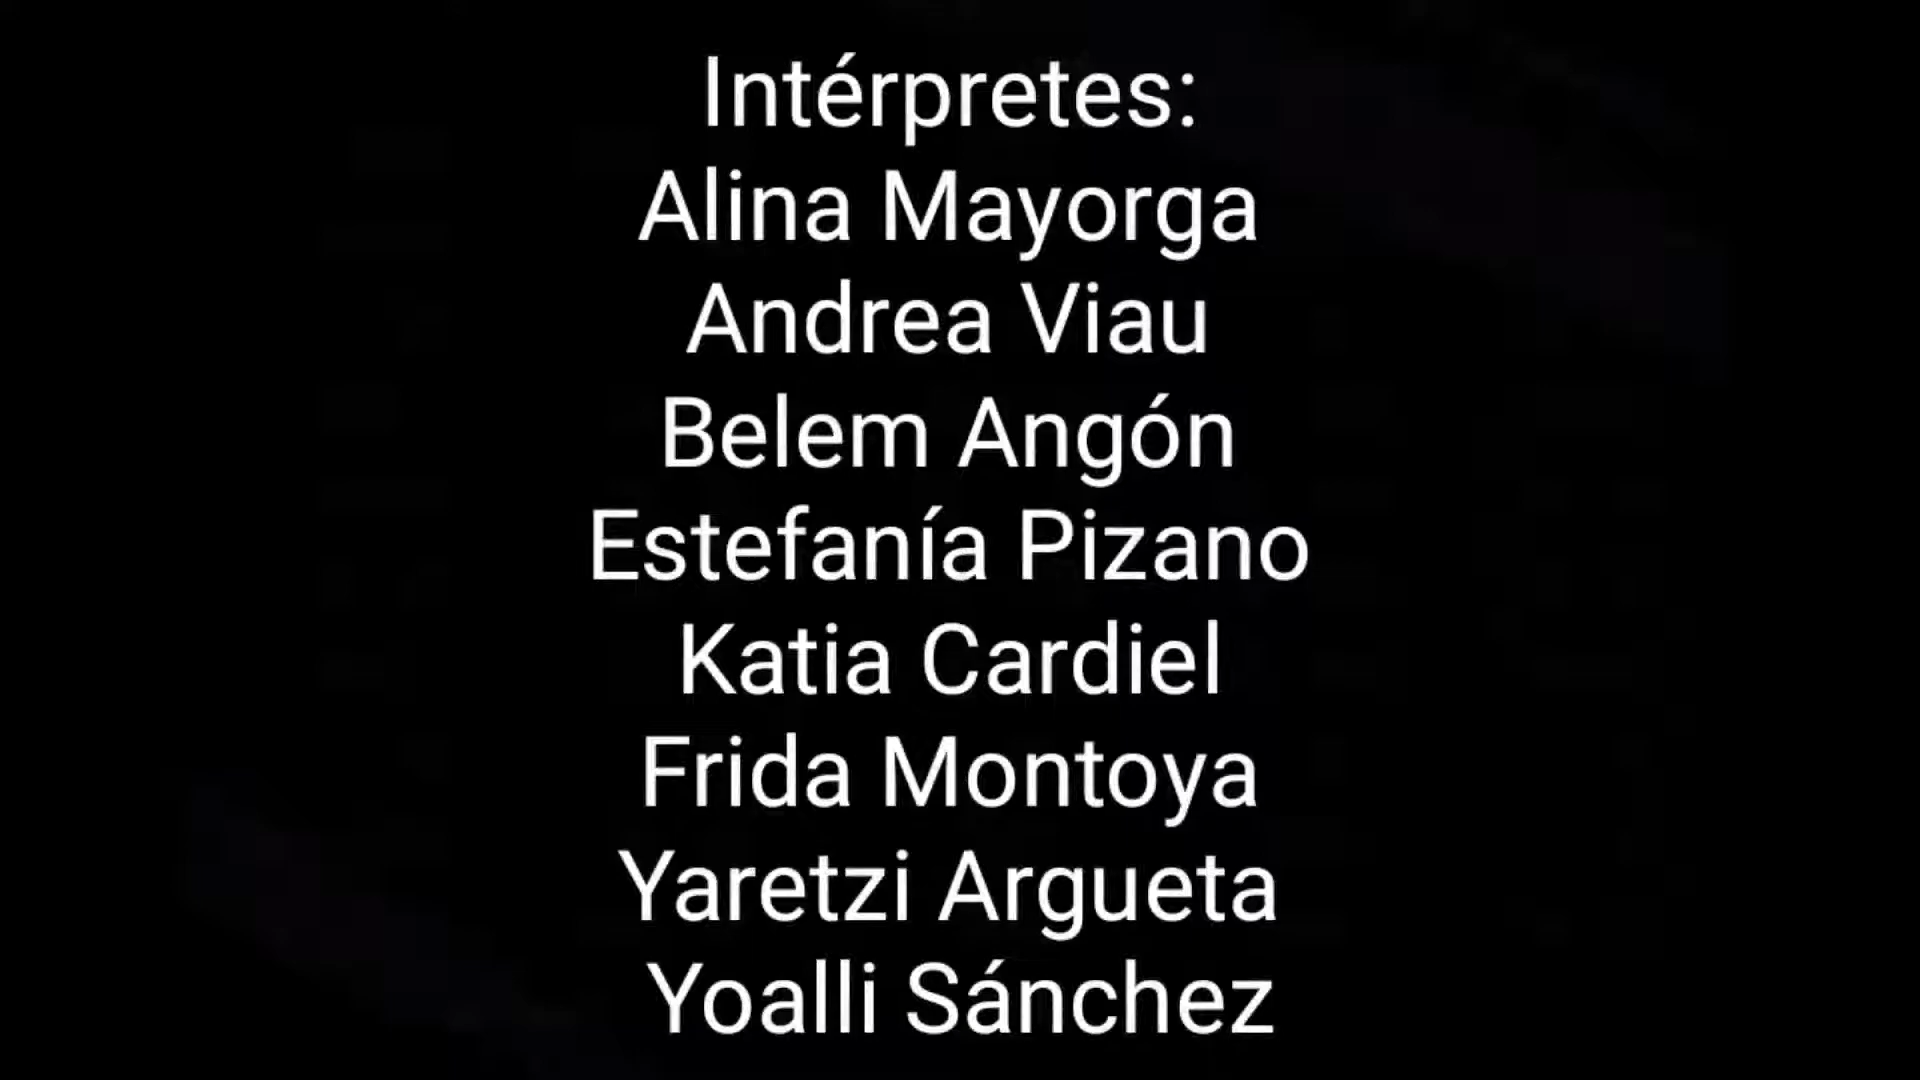 Intérpretes:
Alina Mayorga
Andrea Viau
Belem Angón
Estefanía Pizano
Katia Cardiel
Frida Montoya
Yaretzi Argueta
Yoalli Sánchez